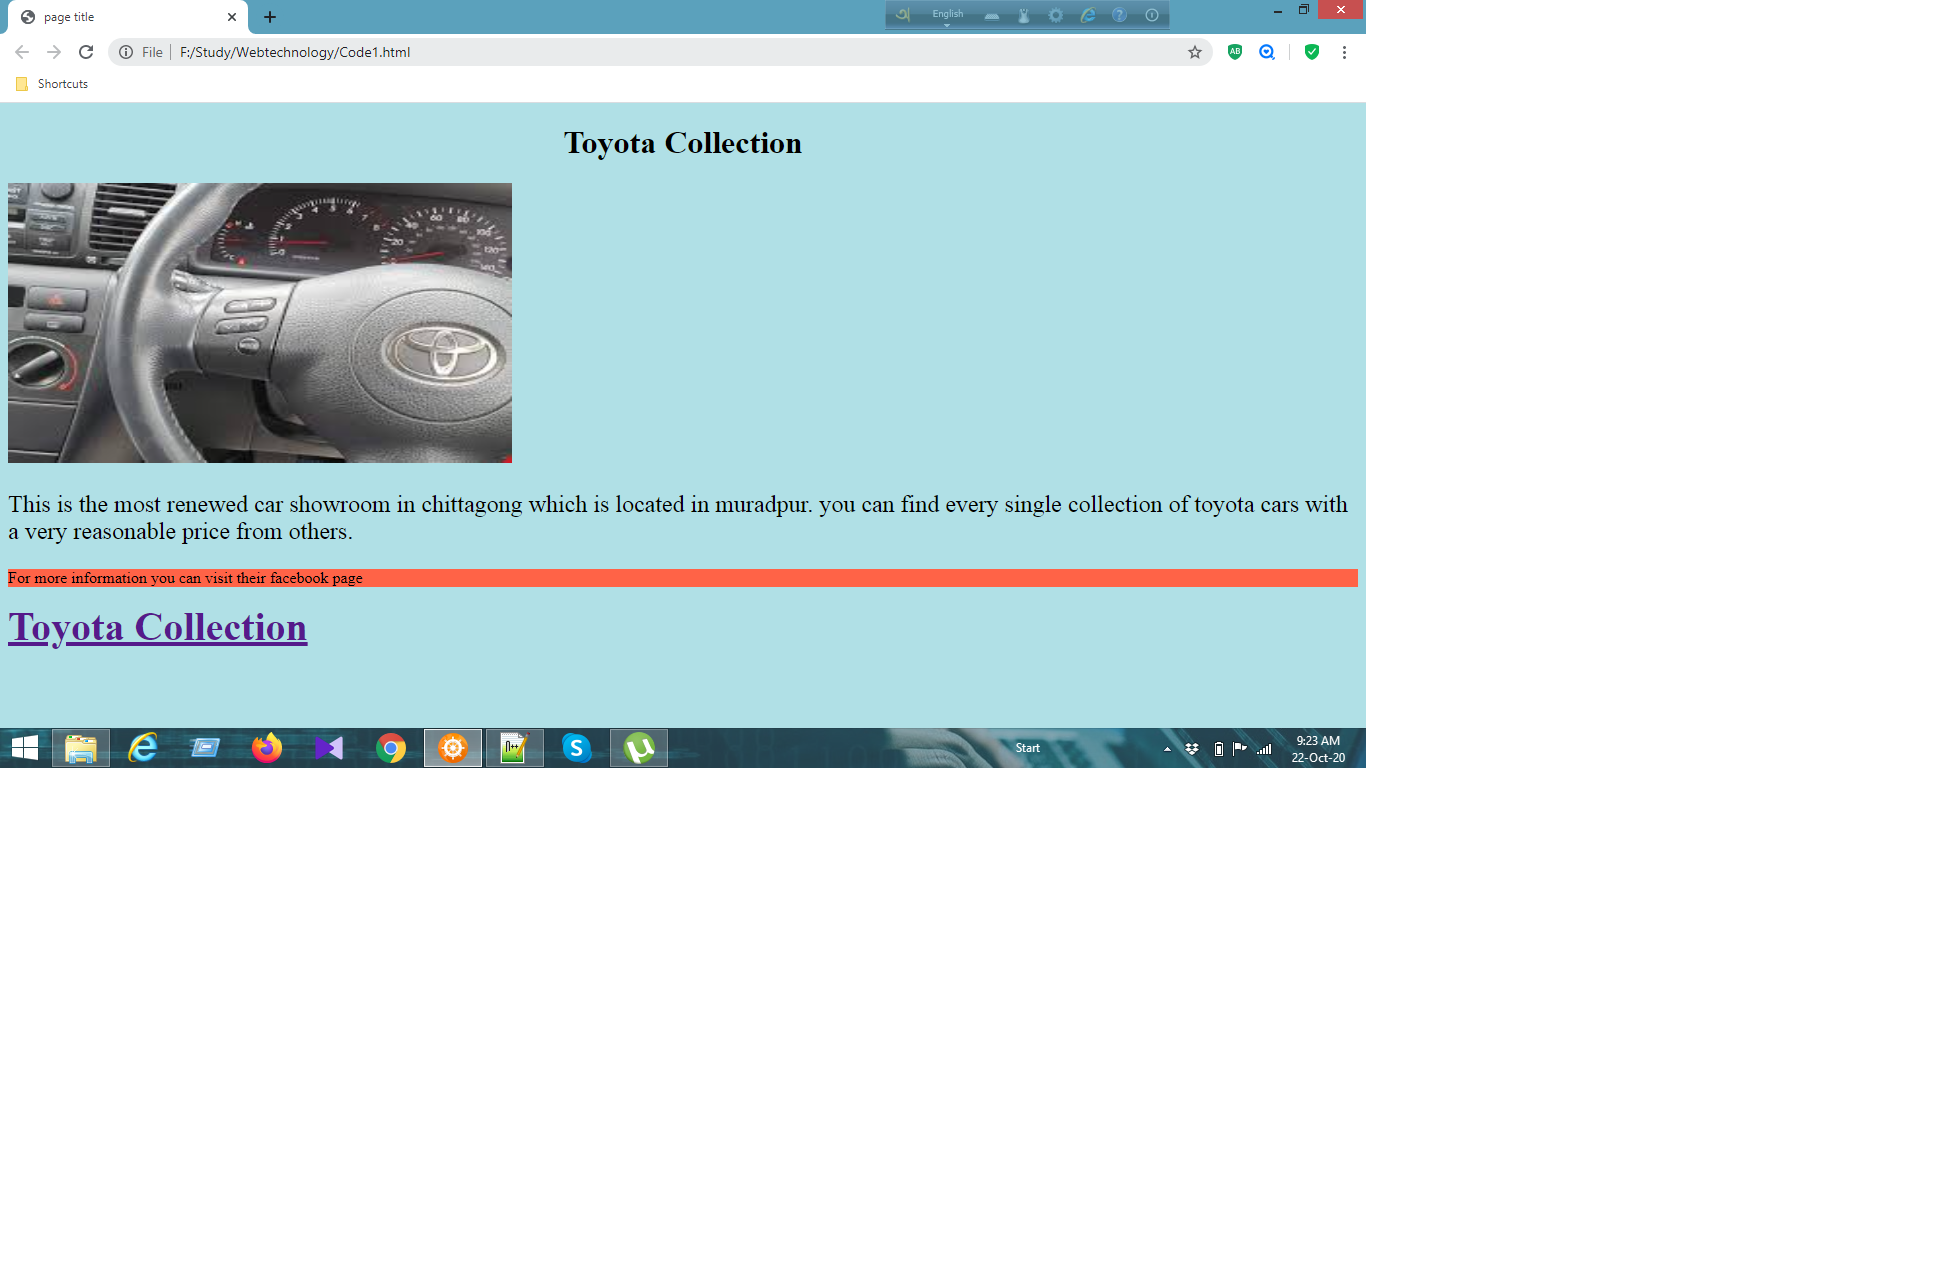 page title
English
File
F:/Study/Webtechnology/Code1.html
AB
Shortcuts
Toyota Collection
This is the most renewed car showroom in chittagong which is located in muradpur. you can find every single collection of toyota cars with
a very reasonable price from others.
For more information you can visit their facebook page
Toyota Collection
Start
9:23 AM
22-Oct-20